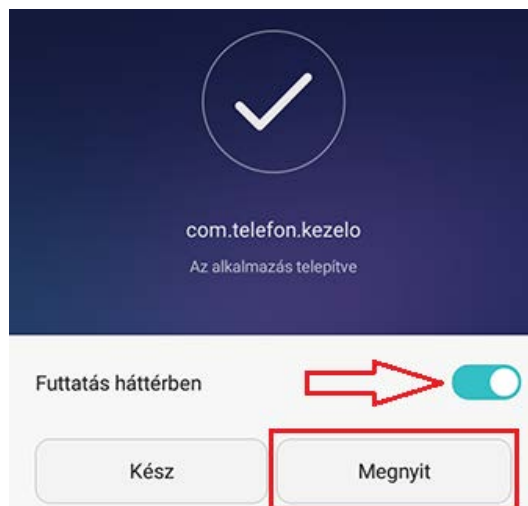 com.telefon.kezelo
Az alkalmazás telepítve
Futtatás háttérben
Kész
Megnyit